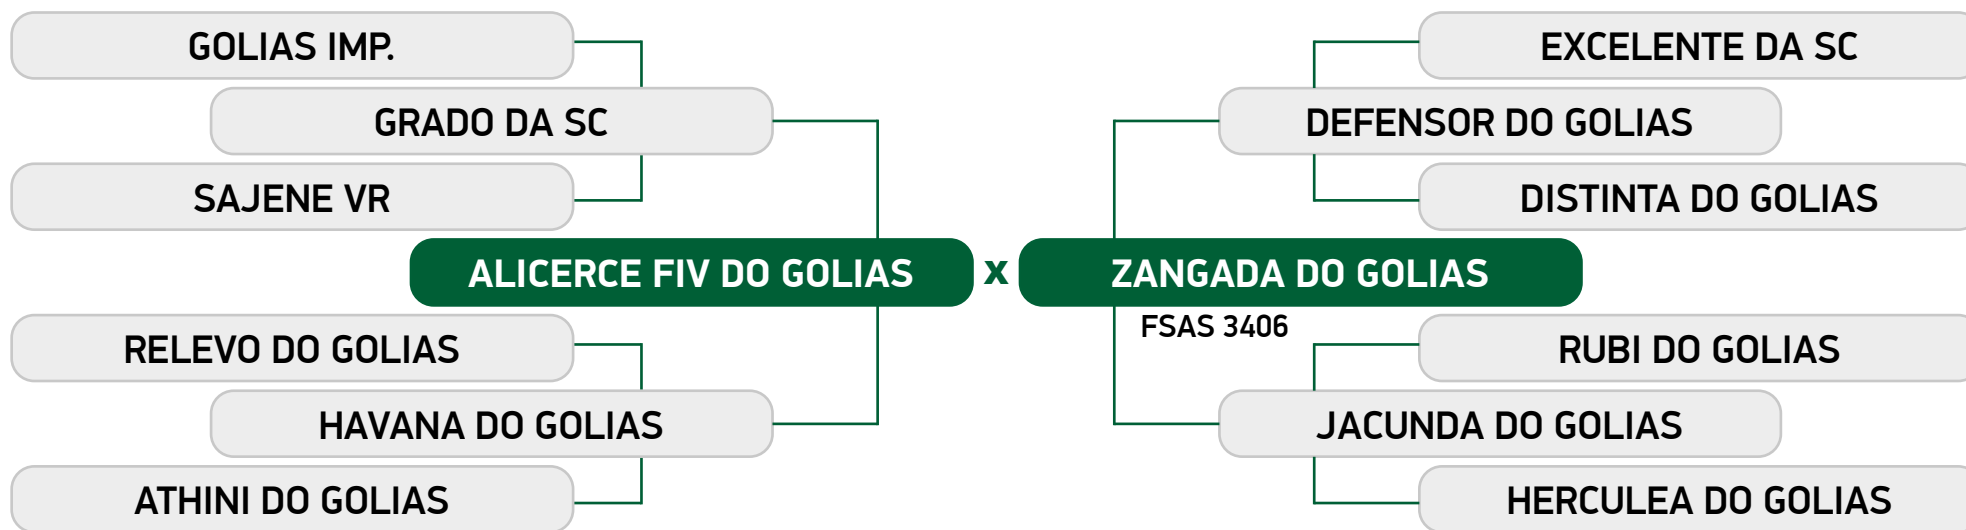 GOLIAS IMP.
EXCELENTE DA SC
GRADO DA SC
DEFENSOR DO GOLIAS
SAJENE VR
DISTINTA DO GOLIAS
ALICERCE FIV DO GOLIAS x ZANGADA DO GOLIAS
FSAS 3406
RELEVO DO GOLIAS
RUBI DO GOLIAS
HAVANA DO GOLIAS
JACUNDA DO GOLIAS
ATHINI DO GOLIAS
HERCULEA DO GOLIAS